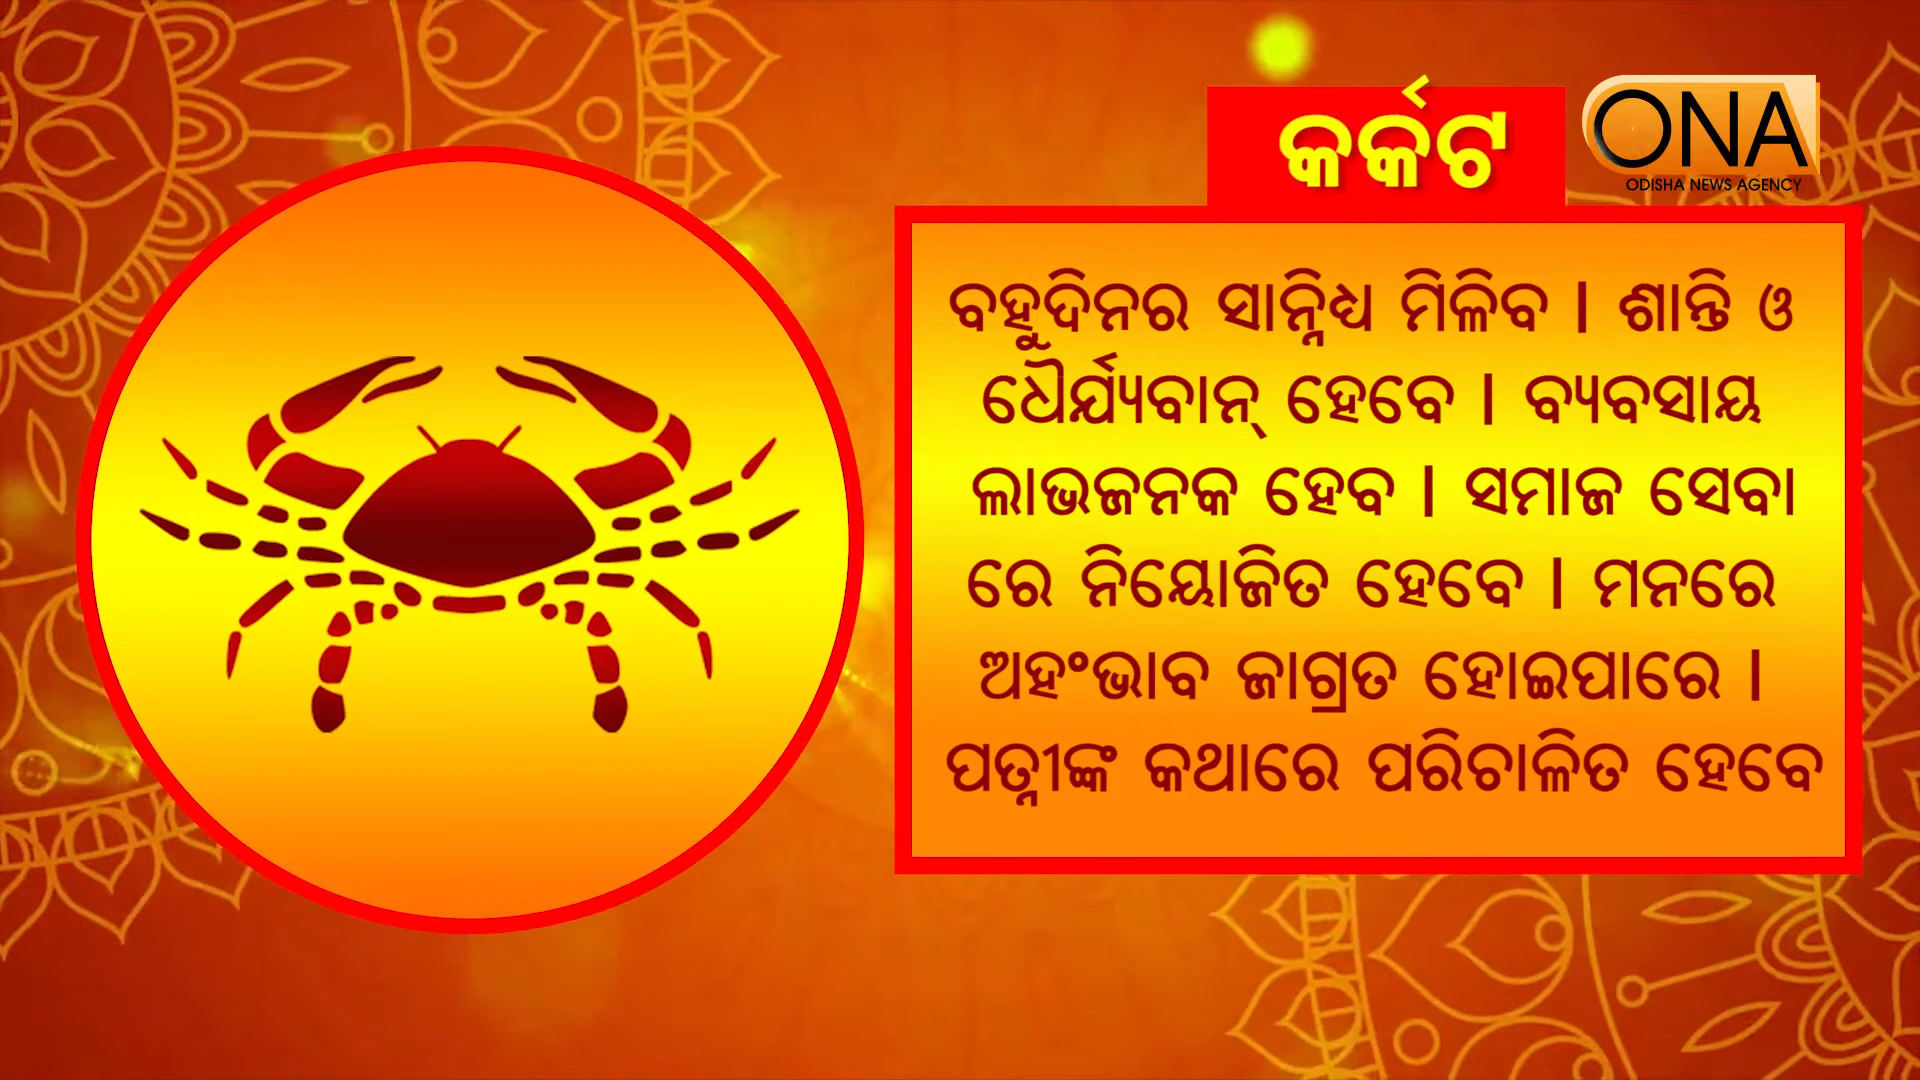 କର୍କଟ
ONA
ODISHA NEWS AGENCY
ବହୁଦିନର ସାନ୍ନିଧ ମିଳିବ । ଶାନ୍ତି ଓ
ଧୈର୍ଯ୍ୟବାନ୍ ହେବେ । ବ୍ୟବସାୟ
ଲାଭଜନକ ହେବ । ସମାଜ ସେବା
ରେ ନିୟୋଜିତ ହେବେ । ମନରେ
ଅହଂଭାବ ଜାଗ୍ରତ ହୋଇପାରେ ।
ପତ୍ନୀଙ୍କ କଥାରେ ପରିଚାଳିତ ହେବେ